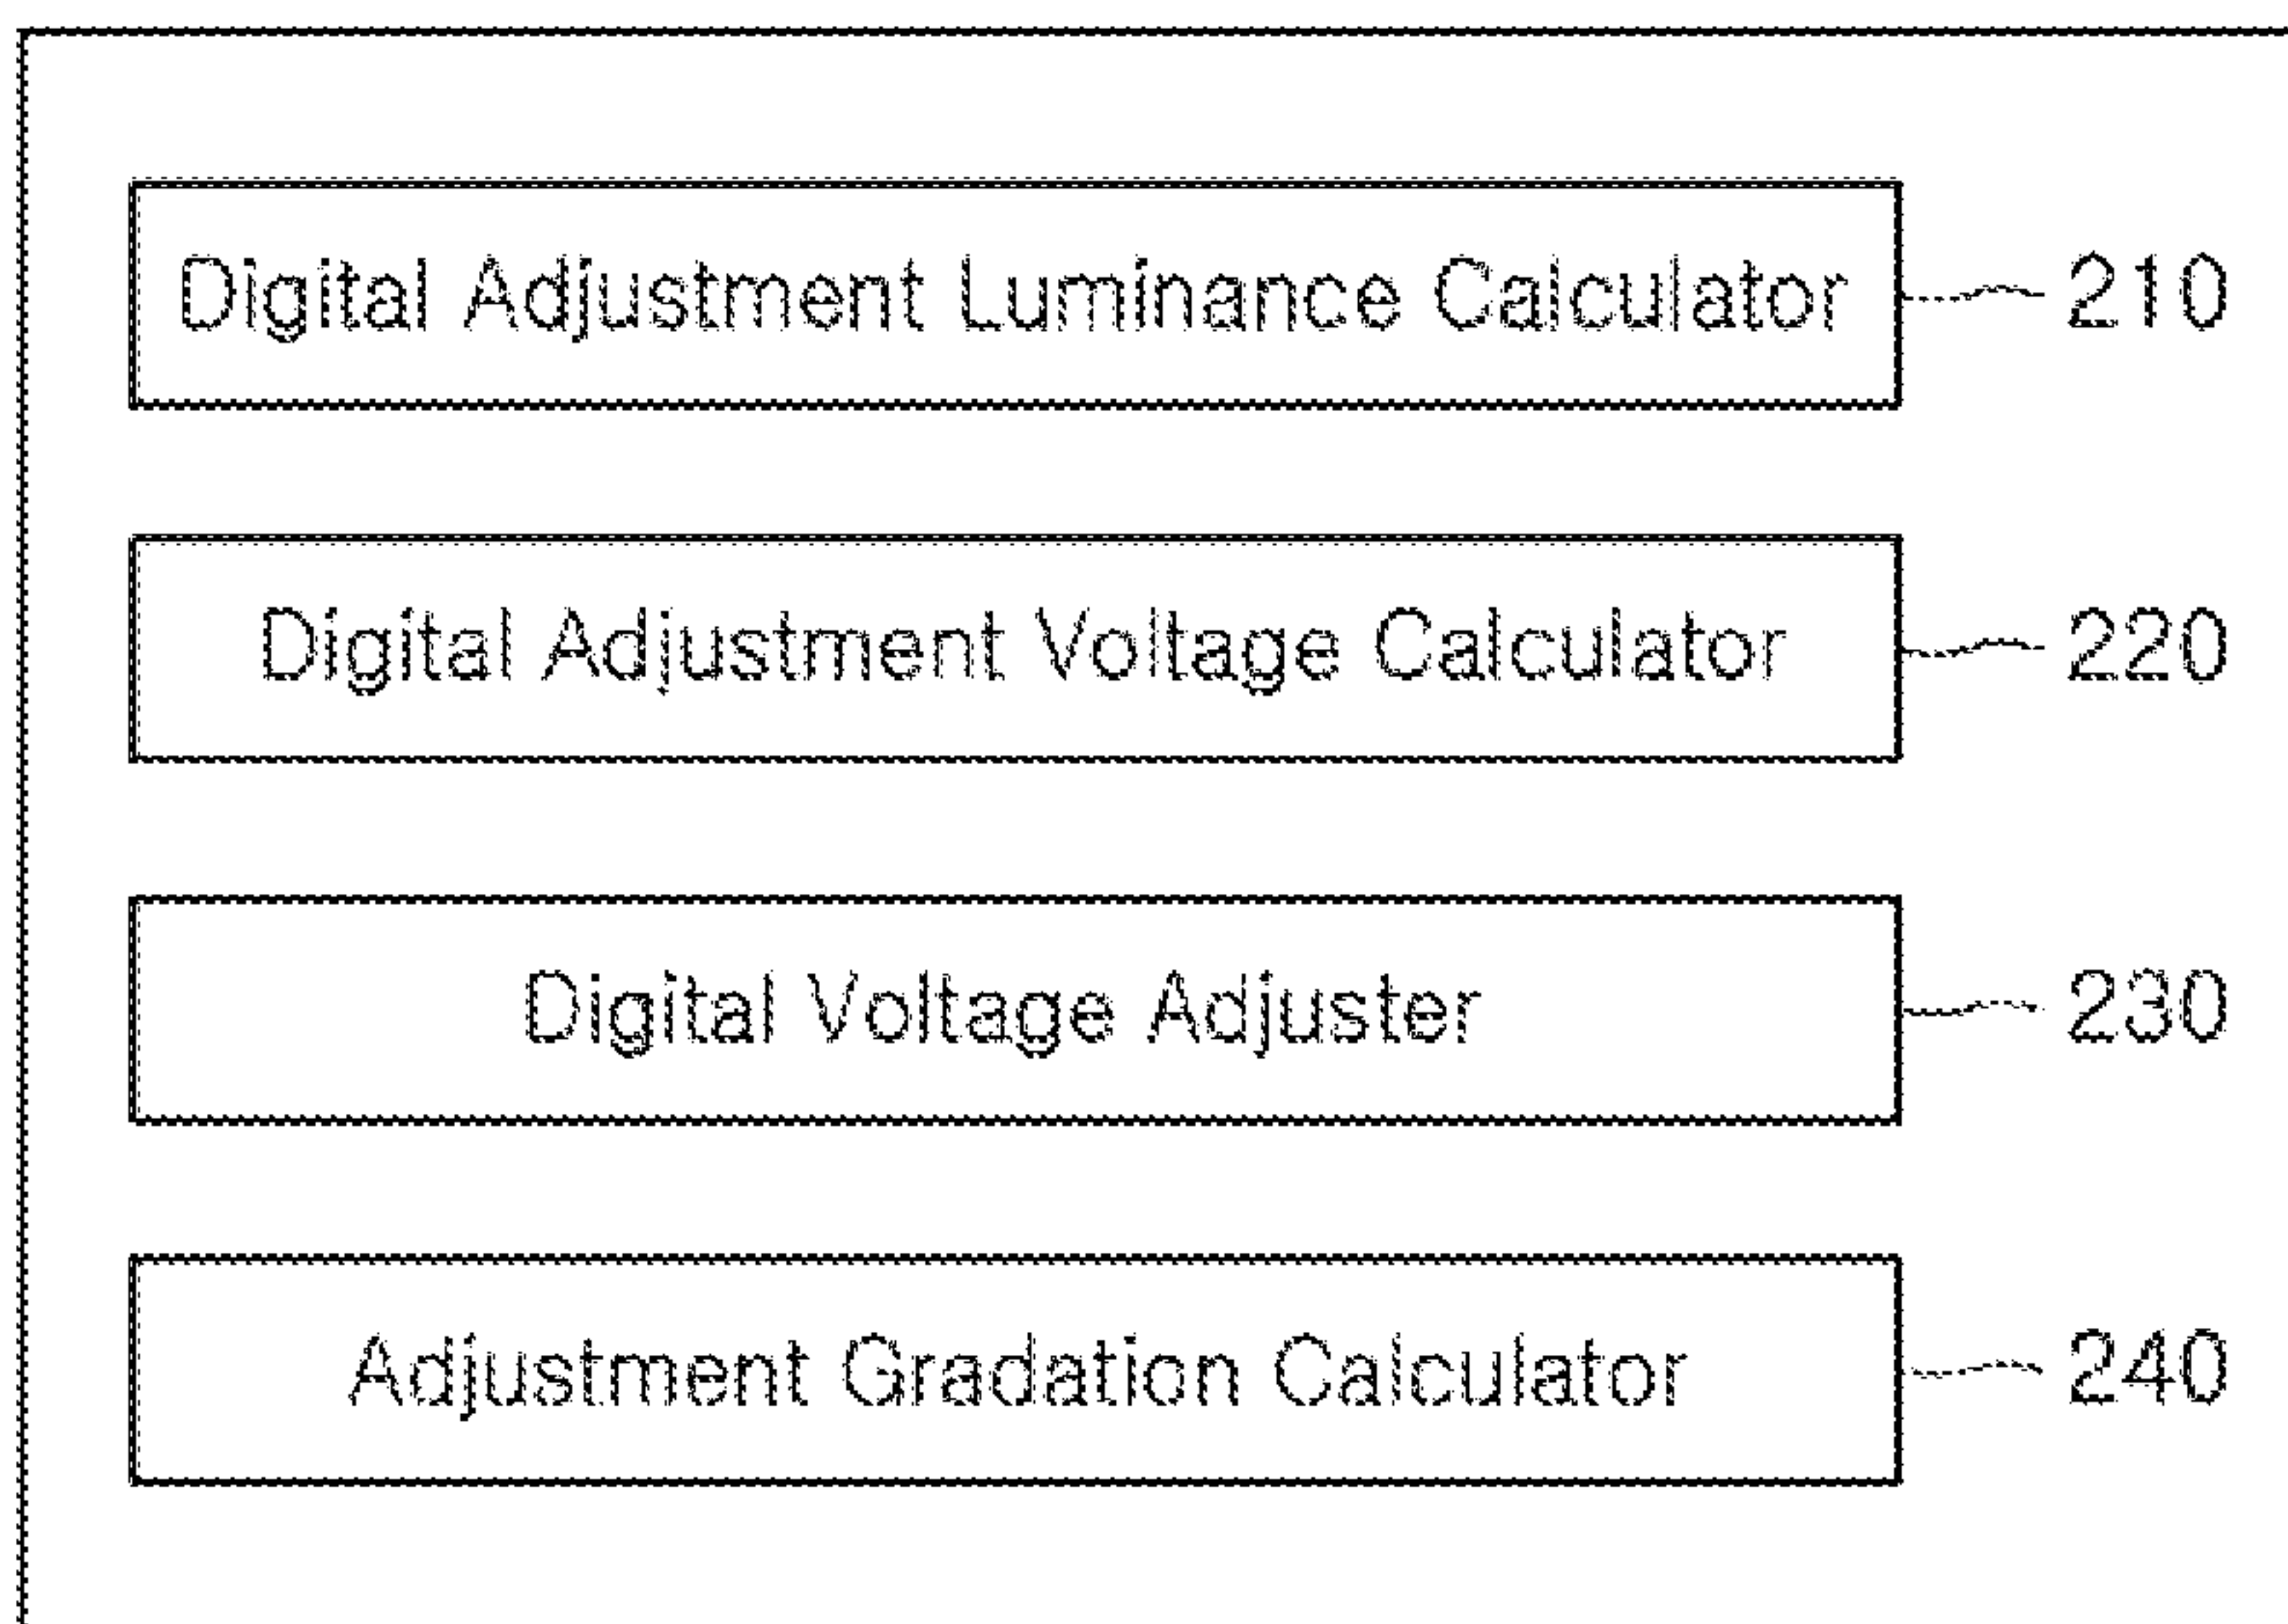 Digital Adjustment Luminance Calculator 210
Digital Adjustment Voltage Calculator 220
Digital Voltage Adjuster 230
Adjustment Gradation Calculator 240